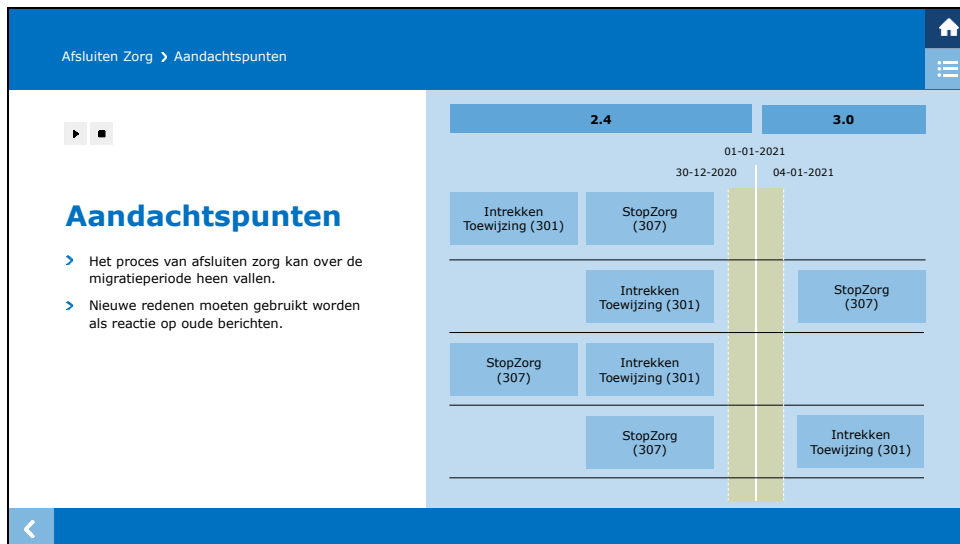 Afsluiten Zorg ❯ Aandachtspunten
Aandachtspunten
Het proces van afsluiten zorg kan over de
migratieperiode heen vallen.
Nieuwe redenen moeten gebruikt worden
als reactie op oude berichten.
2.4
3.0
01-01-2021
30-12-2020
04-01-2021
Intrekken
Toewijzing (301)
StopZorg
(307)
Intrekken
Toewijzing (301)
StopZorg
(307)
StopZorg
(307)
Intrekken
Toewijzing (301)
StopZorg
(307)
Intrekken
Toewijzing (301)